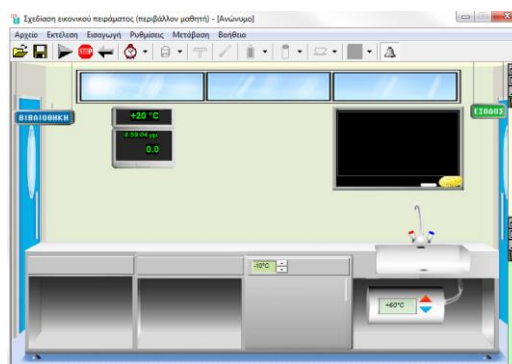 Σχεδίαση εικονικού πειράματος (περιβάλλον μαθητή) - [Ανώνυμο]
Αρχείο Εκτέλεση Εισαγωγή Ρυθμίσεις Μετάβαση Βοήθεια
STOP
+20 °C
ΒΙΒΛΙΟΘΗΚΗ
ΕΞΟΔΟΣ
0.0
-10°C
+60°C